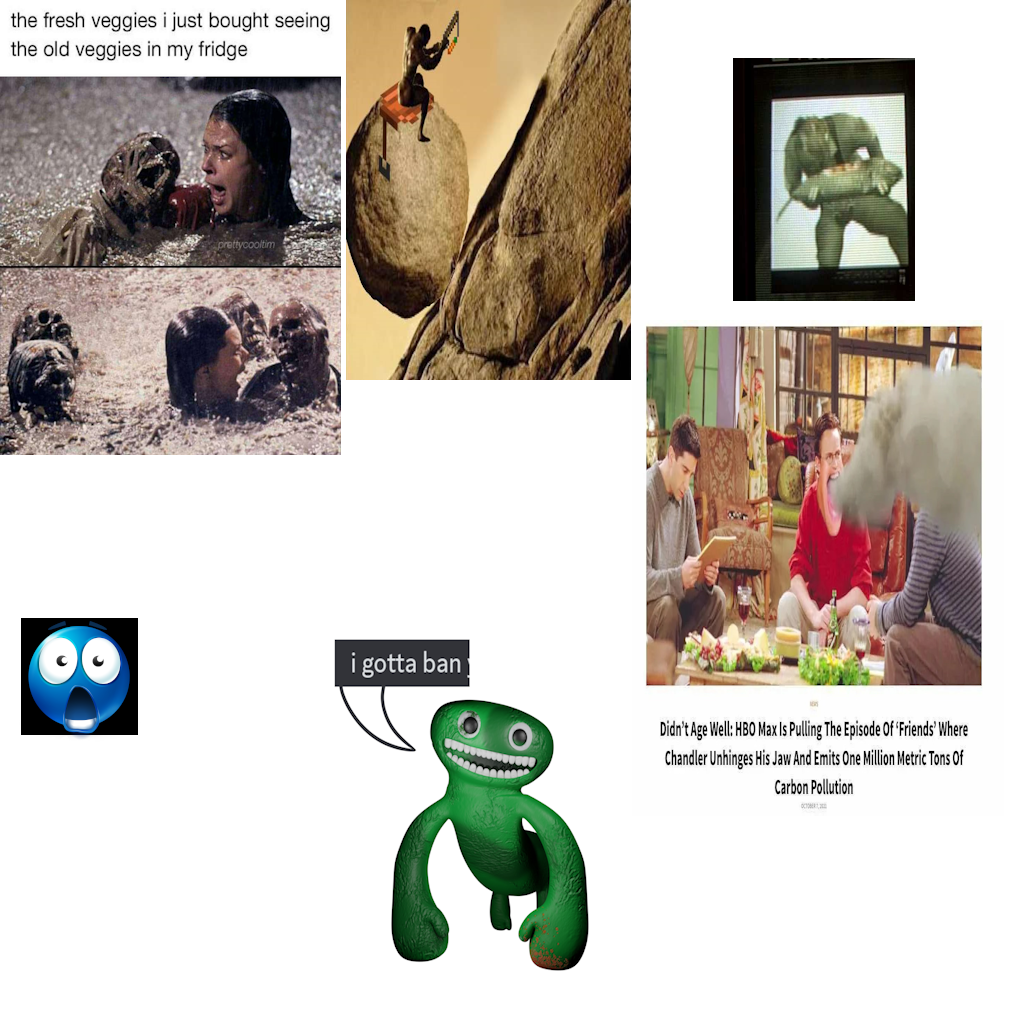 the fresh veggies i just bought seeing
the old veggies in my fridge
prettycooltim
i gotta ban
NEWS
Didn't Age Well: HBO Max Is Pulling The Episode Of 'Friends' Where
Chandler Unhinges His Jaw And Emits One Million Metric Tons Of
Carbon Pollution